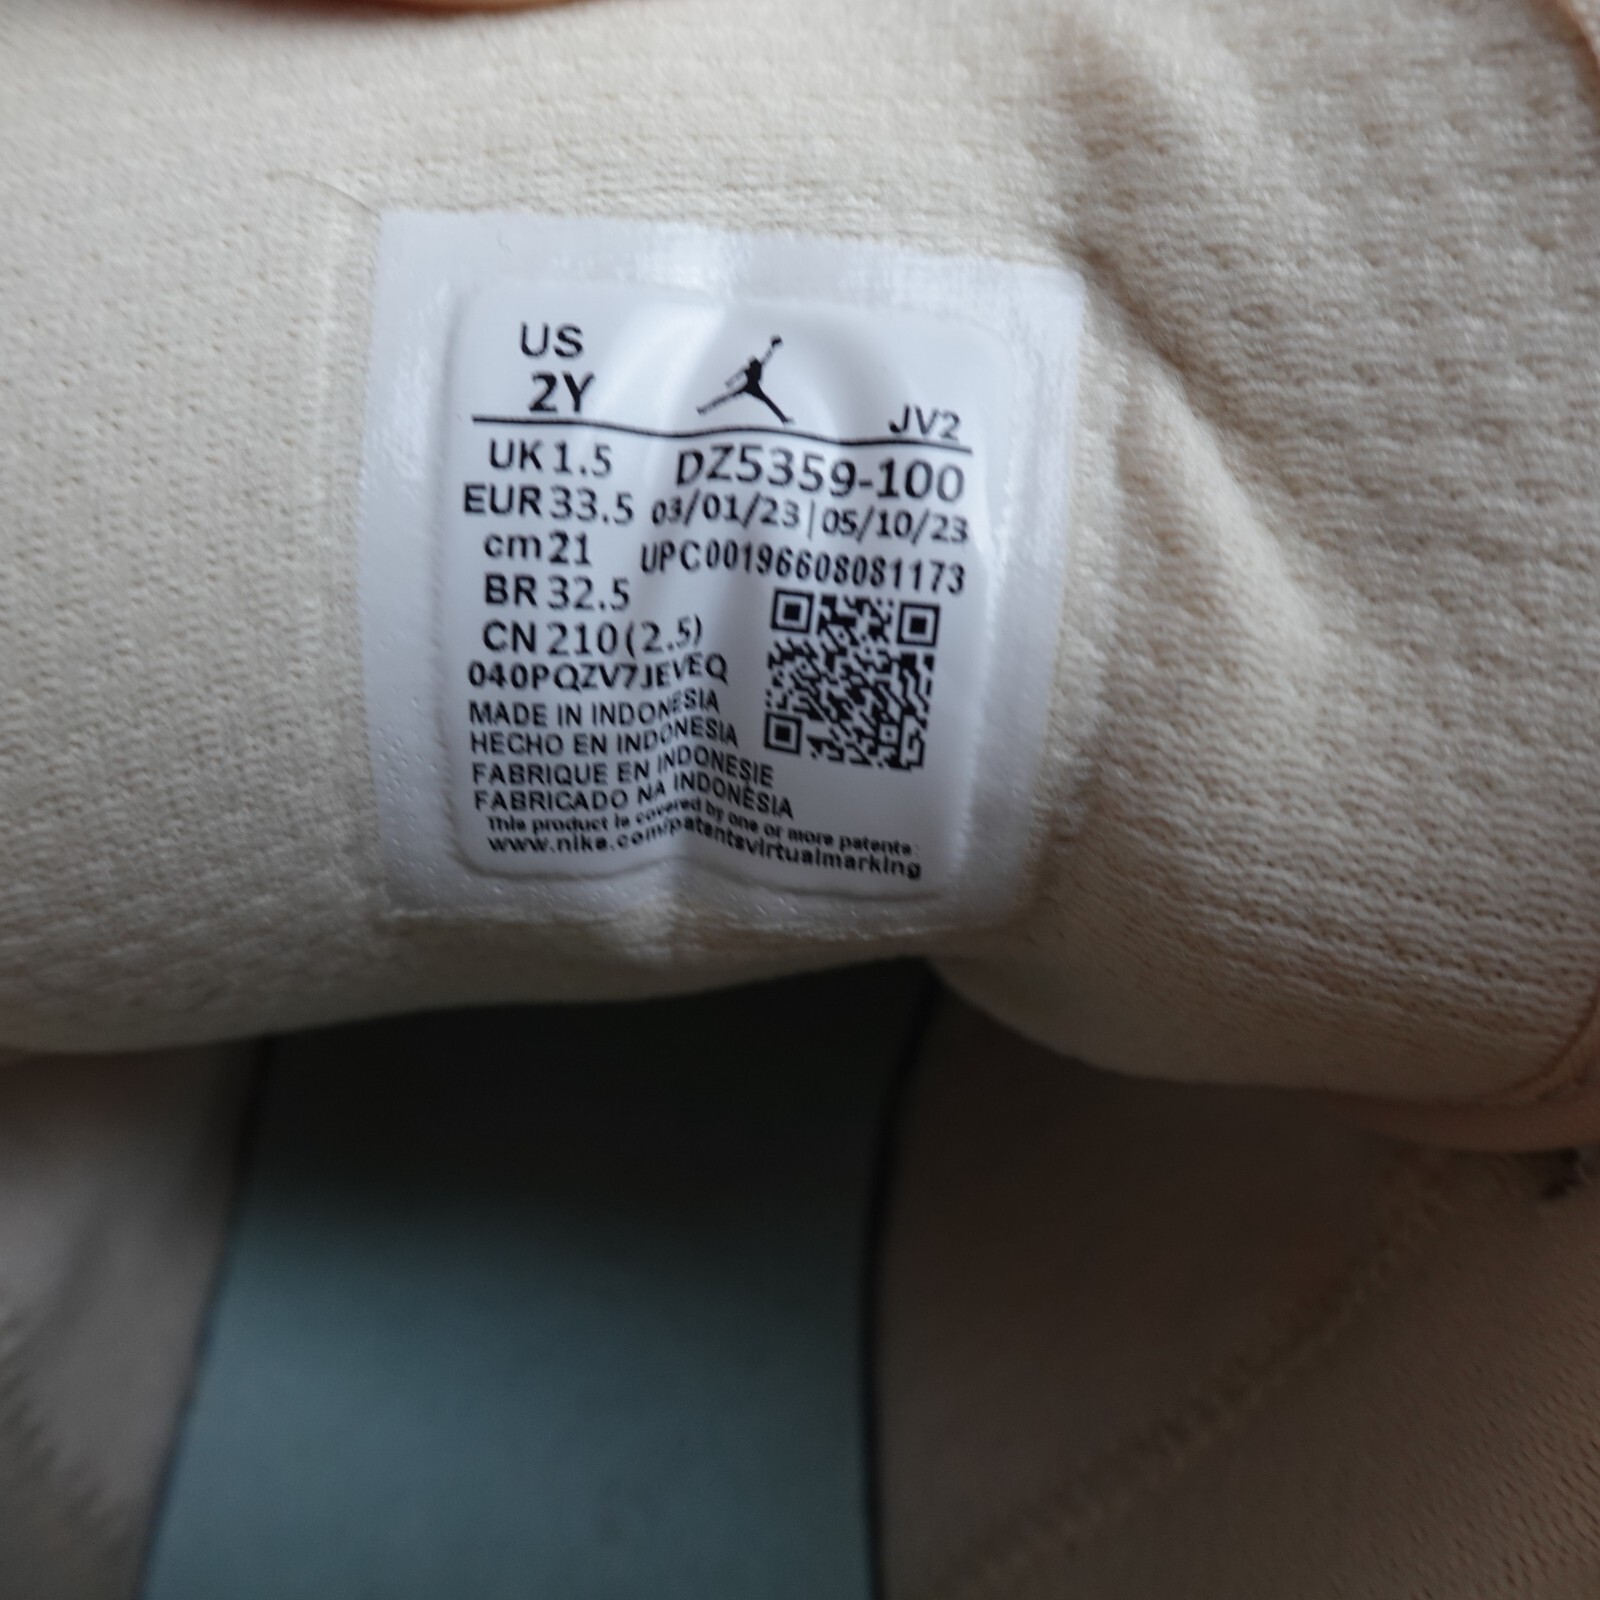 US
2Y
JV2
UK 1.5 DZ5359-100
EUR 33.5 03/01/23 | 05/10/23
cm 21 UPC00196608081173
BR 32.5
CN 210 (2.5)
040PQZV7JEVEQ
MADE IN INDONESIA
HECHO EN INDONESIA
FABRIQUE EN INDONESIE
FABRICADO NA INDONÉSIA
This product is covered by one or more patents:
www.nike.com/patentsvirtualmarking